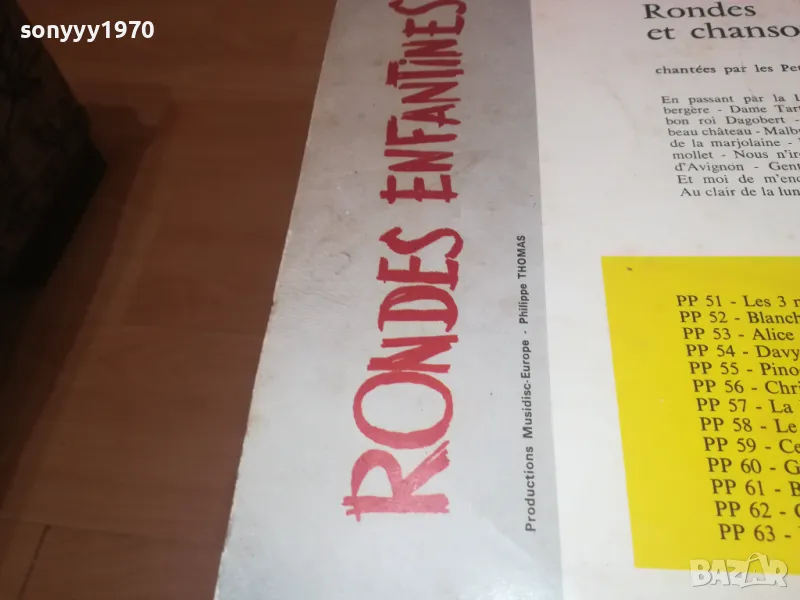 sonyyy1970
RONDES ENFANTINES
Productions Musidisc-Europe - Philippe THOMAS
Rondes
et chanso
chantées par les Pet
En passant par la L
bergère - Dame Tart
bon roi Dagobert -
beau château - Malb
de la marjolaine -
mollet - Nous n'ir
d'Avignon - Gent
Et moi de m'en
Au clair de la lun
PP 51 - Les 3
PP 52 - Blanch
PP 53 - Alice
PP 54 - Davy
PP 55 - Pino
PP 56 - Chri
PP 57 - La
PP 58 - Le
PP 59 - Ce
PP 60 - G
PP 61 - B
PP 62 - C
PP 63 -
BAZAR
bazar.bg